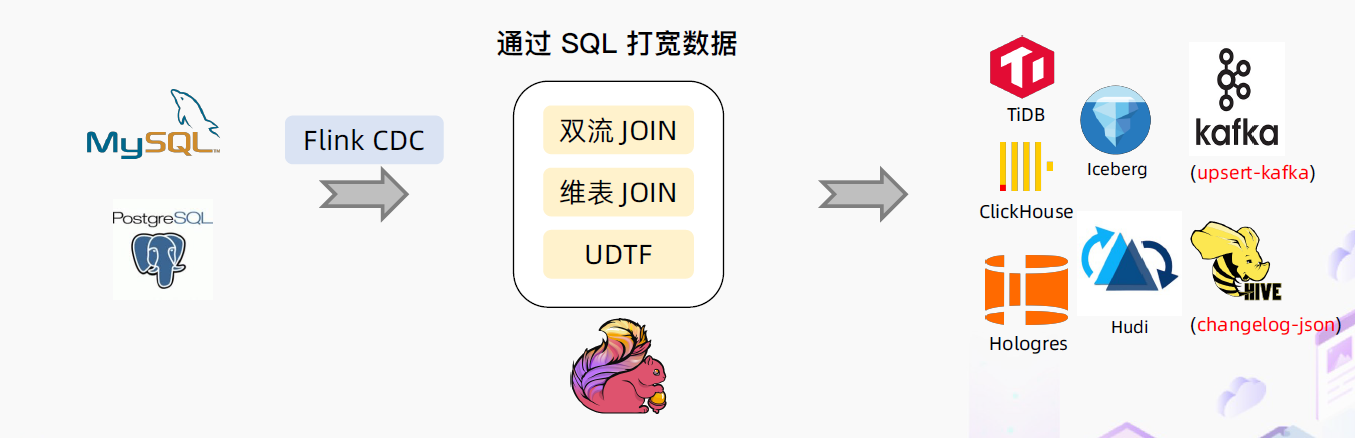 通过 SQL 打宽数据
MySQL™
PostgreSQL
Flink CDC
双流 JOIN
维表 JOIN
UDTF
TiDB
Iceberg
kafka
(upsert-kafka)
ClickHouse
Hologres
Hudi
HIVE
(changelog-json)